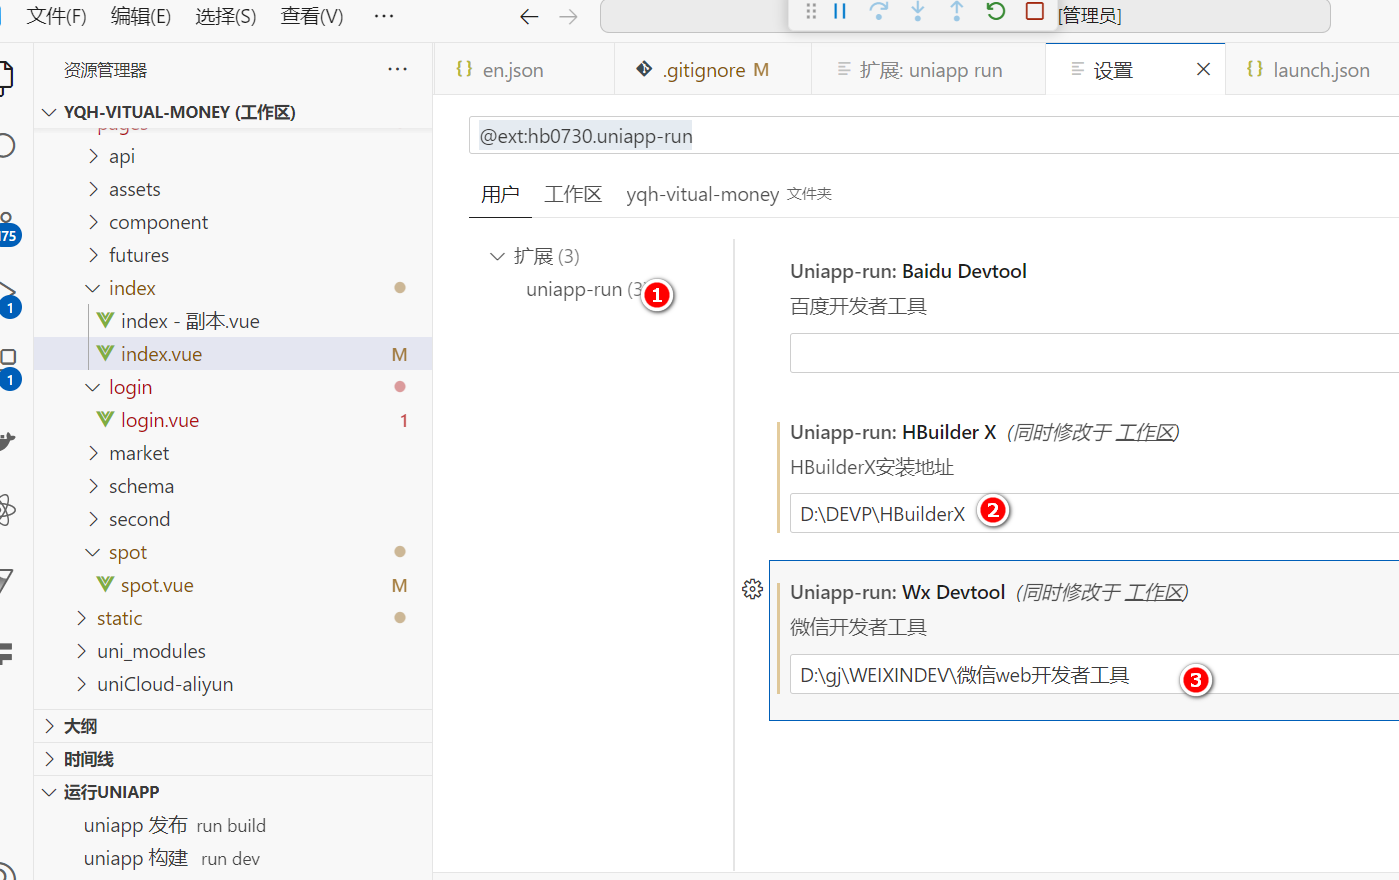 文件(F) 编辑(E) 选择(S) 查看(V) ··· [管理员]
资源管理器 ···
en.json .gitignore M 扩展: uniapp run 设置 launch.json
YQH-VITUAL-MONEY (工作区)
pages
api
assets
component
futures
index
index - 副本.vue
index.vue M
login
login.vue 1
market
schema
second
spot
spot.vue M
static
uni_modules
uniCloud-aliyun
大纲
时间线
运行UNIAPP
uniapp 发布 run build
uniapp 构建 run dev
175
1
1
@ext:hb0730.uniapp-run
用户 工作区 yqh-vitual-money 文件夹
扩展 (3)
uniapp-run (3
1
Uniapp-run: Baidu Devtool
百度开发者工具
Uniapp-run: HBuilder X (同时修改于 工作区)
HBuilderX安装地址
D:\DEVP\HBuilderX 2
Uniapp-run: Wx Devtool (同时修改于 工作区)
微信开发者工具
D:\gj\WEIXINDEV\微信web开发者工具 3